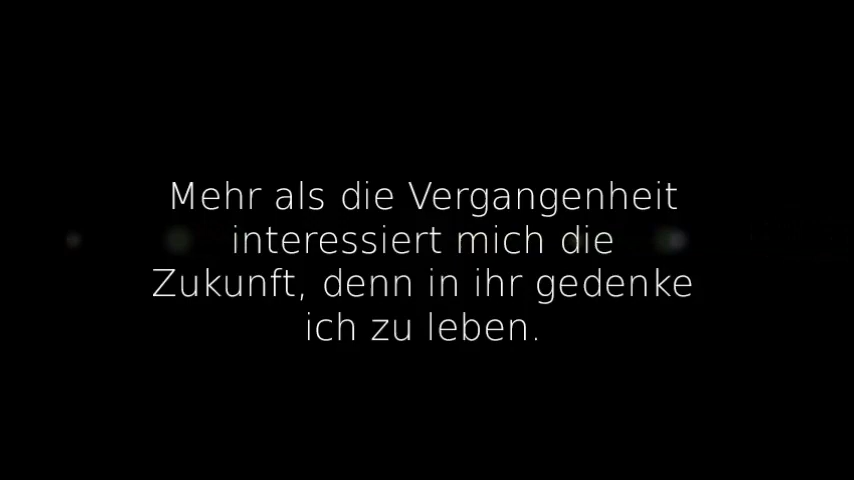 Mehr als die Vergangenheit
interessiert mich die
Zukunft, denn in ihr gedenke
ich zu leben.